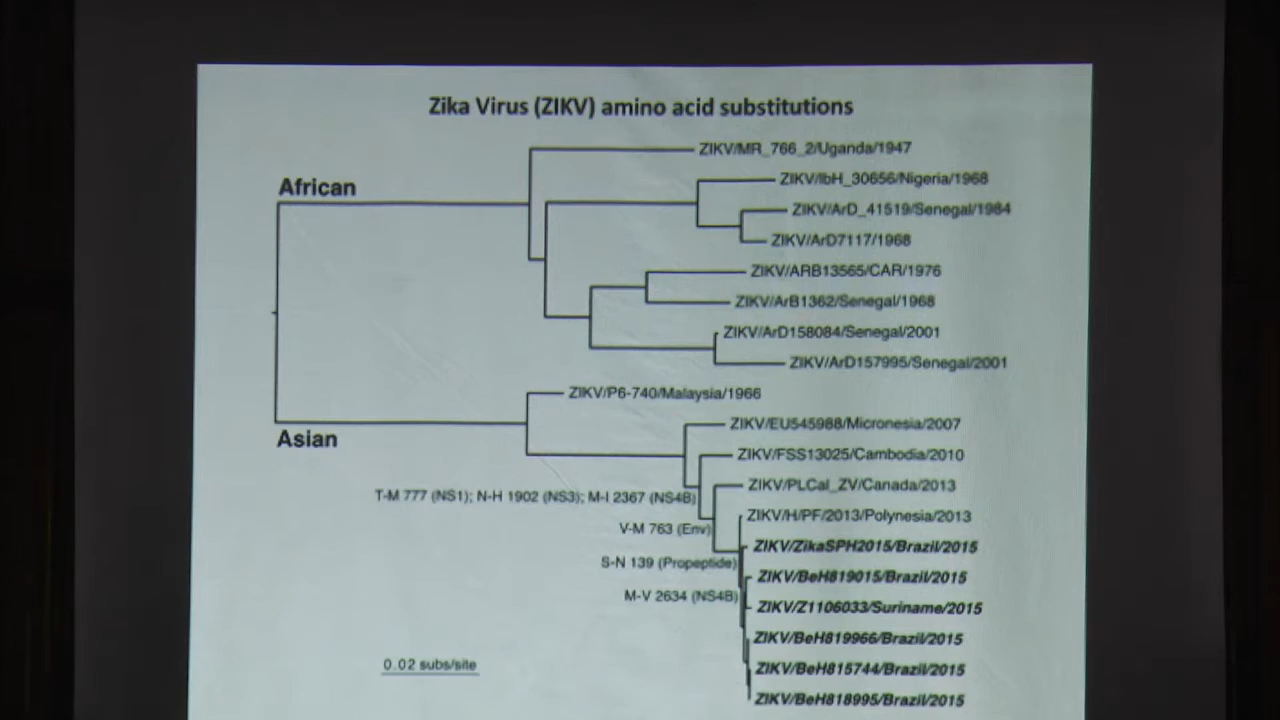 Zika Virus (ZIKV) amino acid substitutions
ZIKV/MR_766_2/Uganda/1947
African
ZIKV/IbH_30656/Nigeria/1968
ZIKV/ArD_41519/Senegal/1984
ZIKV/ArD7117/1968
ZIKV/ARB13565/CAR/1976
ZIKV/ArB1362/Senegal/1968
ZIKV/ArD158084/Senegal/2001
ZIKV/ArD157995/Senegal/2001
ZIKV/P6-740/Malaysia/1966
ZIKV/EU545988/Micronesia/2007
Asian
ZIKV/FSS13025/Cambodia/2010
ZIKV/PLCal_ZV/Canada/2013
T-M 777 (NS1); N-H 1902 (NS3); M-I 2367 (NS4B)
ZIKV/H/PF/2013/Polynesia/2013
V-M 763 (Env)
ZIKV/ZikaSPH2015/Brazil/2015
S-N 139 (Propeptide)
ZIKV/BeH819015/Brazil/2015
M-V 2634 (NS4B)
ZIKV/Z1106033/Suriname/2015
ZIKV/BeH819966/Brazil/2015
0.02 subs/site
ZIKV/BeH815744/Brazil/2015
ZIKV/BeH818995/Brazil/2015